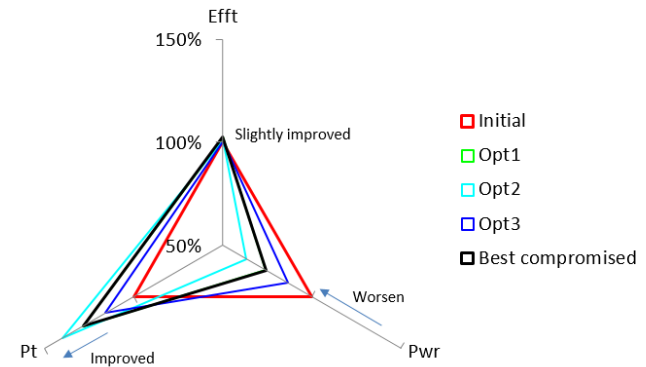 Efft
150%
Slightly improved
100%
50%
Worsen
Pt
Improved
Pwr
Initial
Opt1
Opt2
Opt3
Best compromised